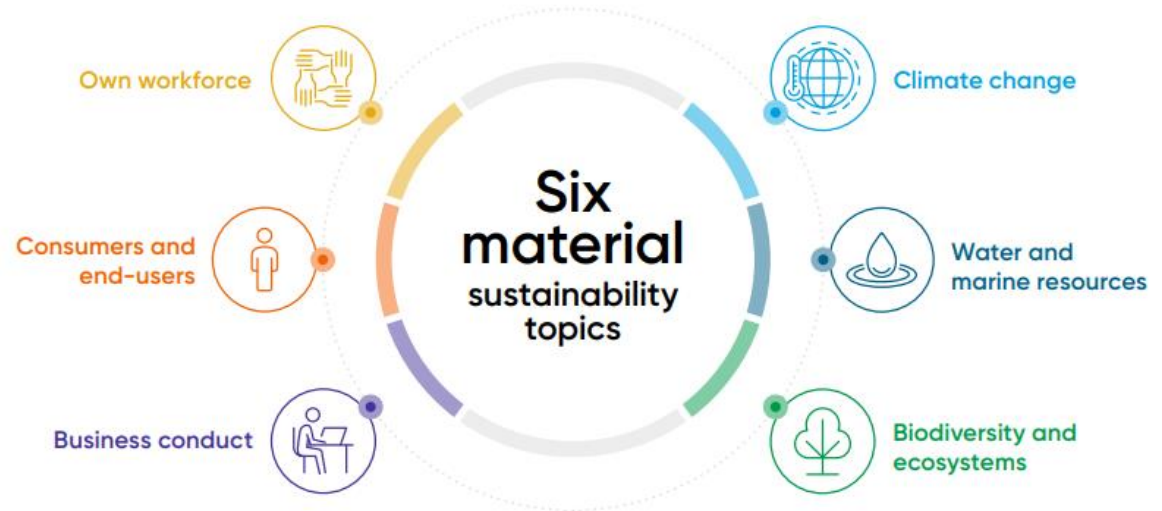 Own workforce
Climate change
Six
material
sustainability
topics
Consumers and
end-users
Water and
marine resources
Business conduct
Biodiversity and
ecosystems